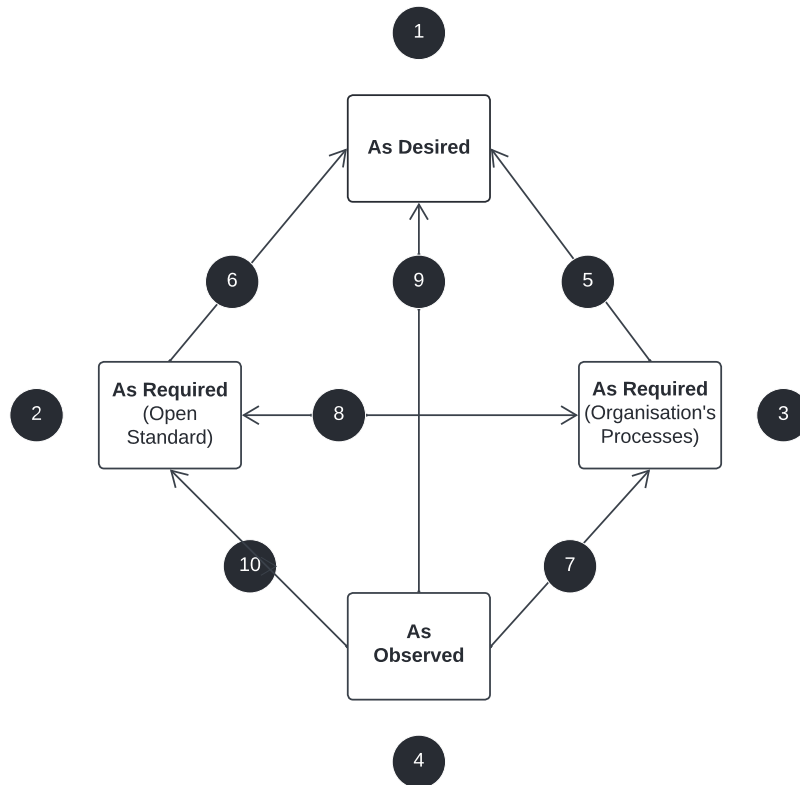 1
As Desired
6
9
5
As Required
(Open
Standard)
As Required
(Organisation's
Processes)
2
8
3
10
7
As
Observed
4